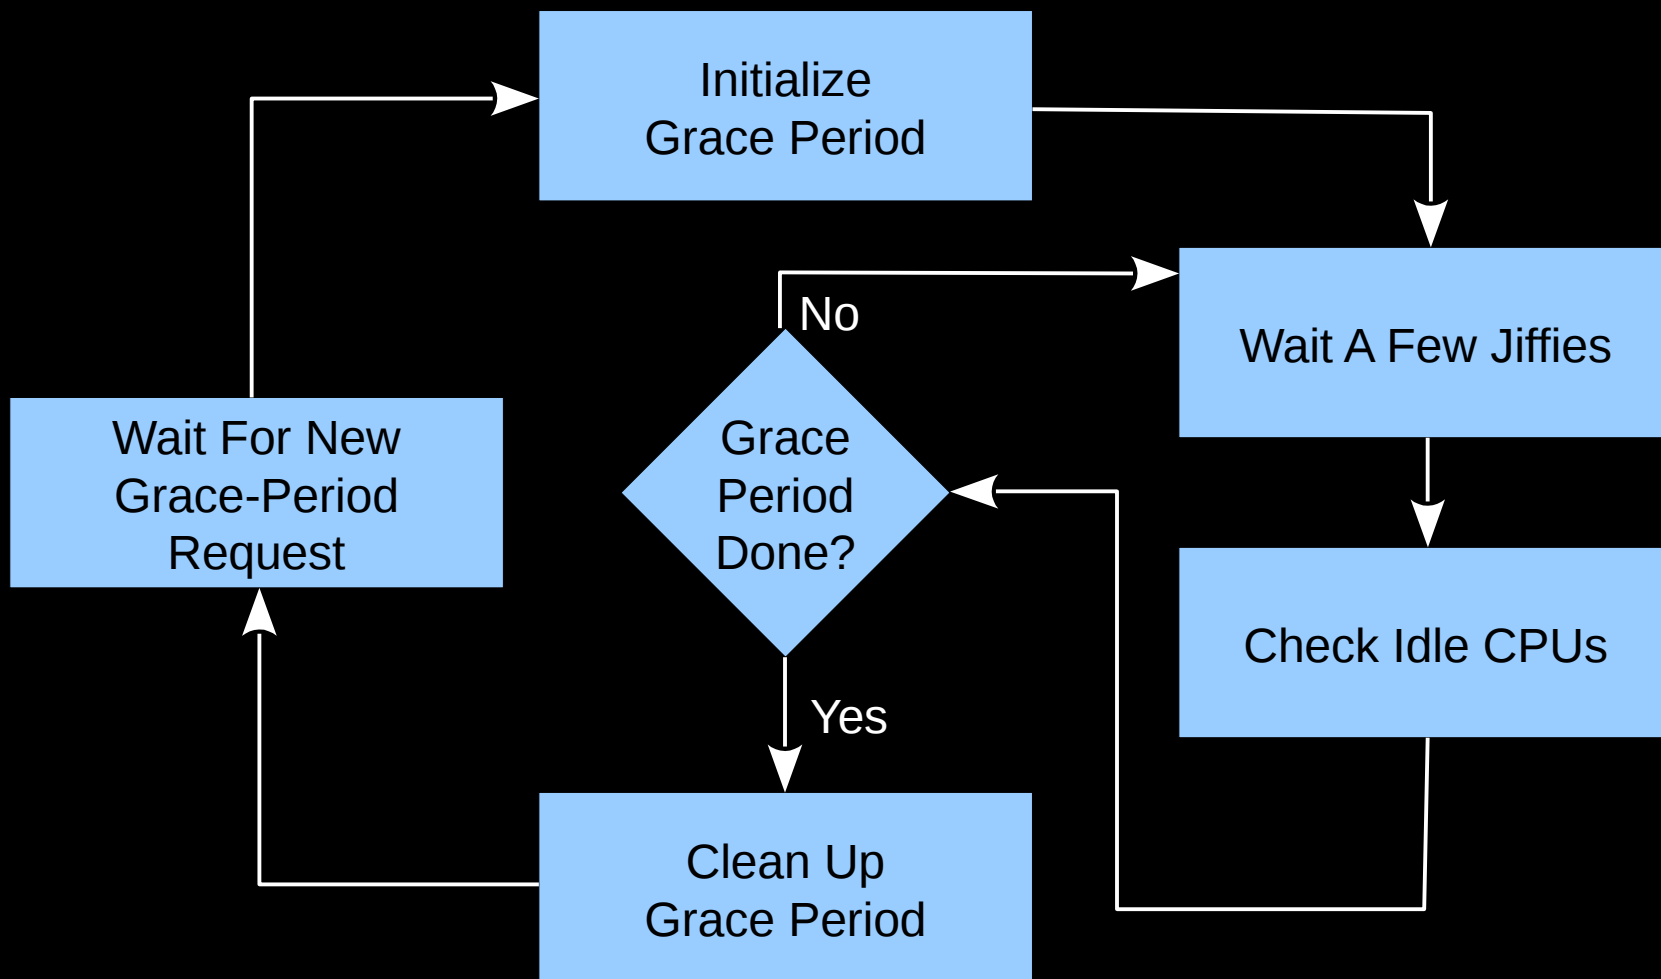 Initialize
Grace Period
No
Wait A Few Jiffies
Wait For New
Grace-Period
Request
Grace
Period
Done?
Check Idle CPUs
Yes
Clean Up
Grace Period